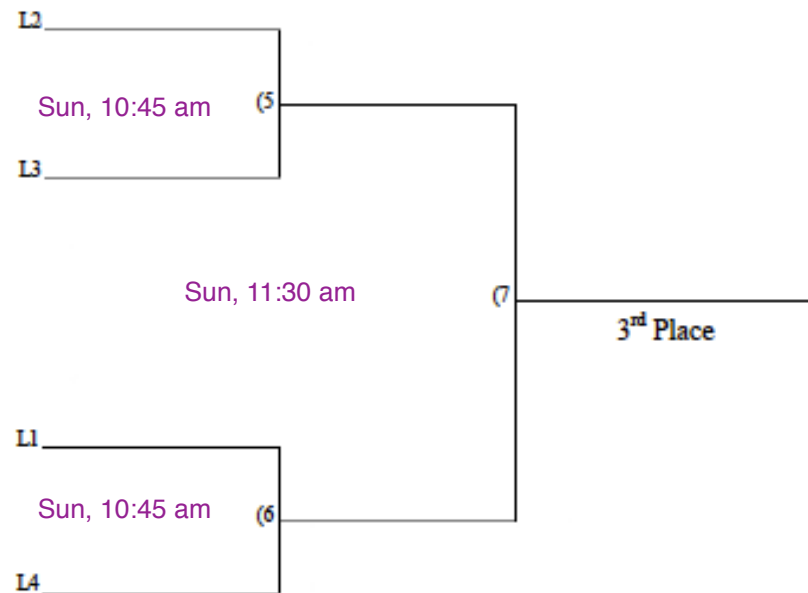 L2
Sun, 10:45 am
(5
L3
Sun, 11:30 am
(7
3rd Place
L1
Sun, 10:45 am
(6
L4